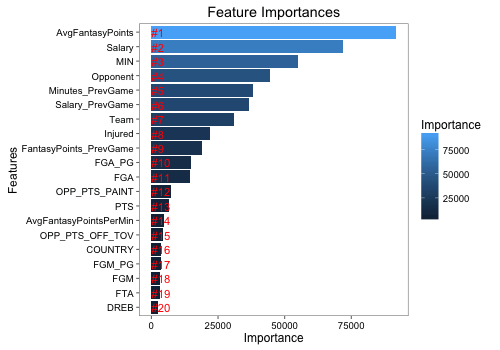 Feature Importances
AvgFantasyPoints #1
Salary #2
MIN #3
Opponent #4
Minutes_PrevGame #5
Salary_PrevGame #6
Team #7
Injured #8
FantasyPoints_PrevGame #9
FGA_PG #10
FGA #11
OPP_PTS_PAINT #12
PTS #13
AvgFantasyPointsPerMin #14
OPP_PTS_OFF_TOV #15
COUNTRY #16
FGM_PG #17
FGM #18
FTA #19
DREB #20
Features
0 25000 50000 75000
Importance
Importance
75000
50000
25000